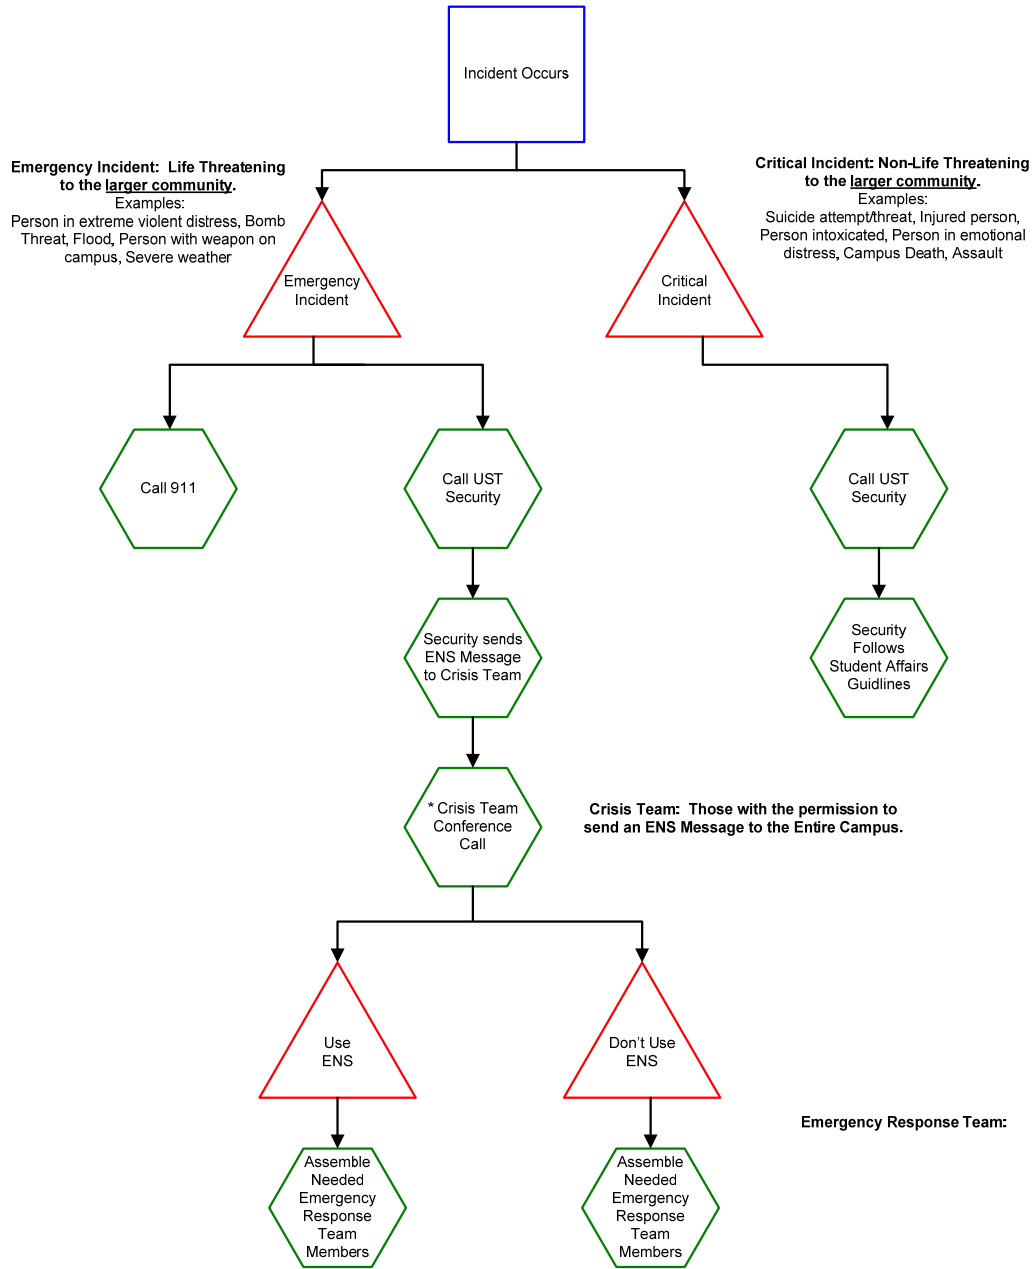 Incident Occurs
Emergency Incident:  Life Threatening
to the larger community.
Examples:
Person in extreme violent distress, Bomb
Threat, Flood, Person with weapon on
campus, Severe weather
Critical Incident: Non-Life Threatening
to the larger community.
Examples:
Suicide attempt/threat, Injured person,
Person intoxicated, Person in emotional
distress, Campus Death, Assault
Emergency
Incident
Critical
Incident
Call 911
Call UST
Security
Call UST
Security
Security sends
ENS Message
to Crisis Team
Security
Follows
Student Affairs
Guidlines
* Crisis Team
Conference
Call
Crisis Team:  Those with the permission to
send an ENS Message to the Entire Campus.
Use
ENS
Don't Use
ENS
Emergency Response Team:
Assemble
Needed
Emergency
Response
Team
Members
Assemble
Needed
Emergency
Response
Team
Members